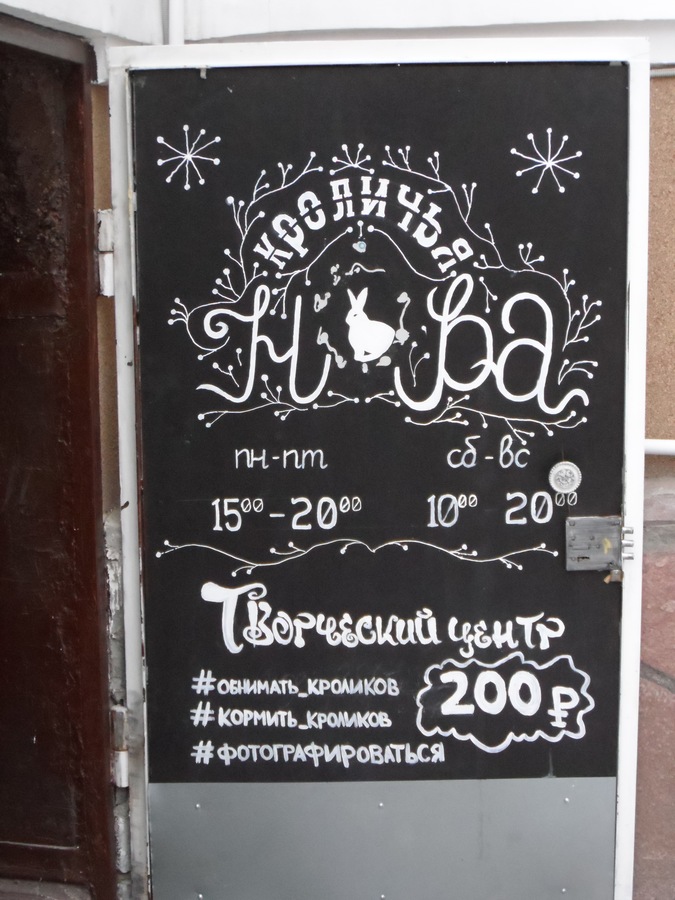 КРОЛИЧЬЯ
Нора
пн-пт сб-вс
15⁰⁰-20⁰⁰ 10⁰⁰ 20⁰⁰
Творческий центр
#ОБНИМАТЬ_КРОЛИКОВ
#КОРМИТЬ_КРОЛИКОВ
200₽
#ФОТОГРАФИРОВАТЬСЯ